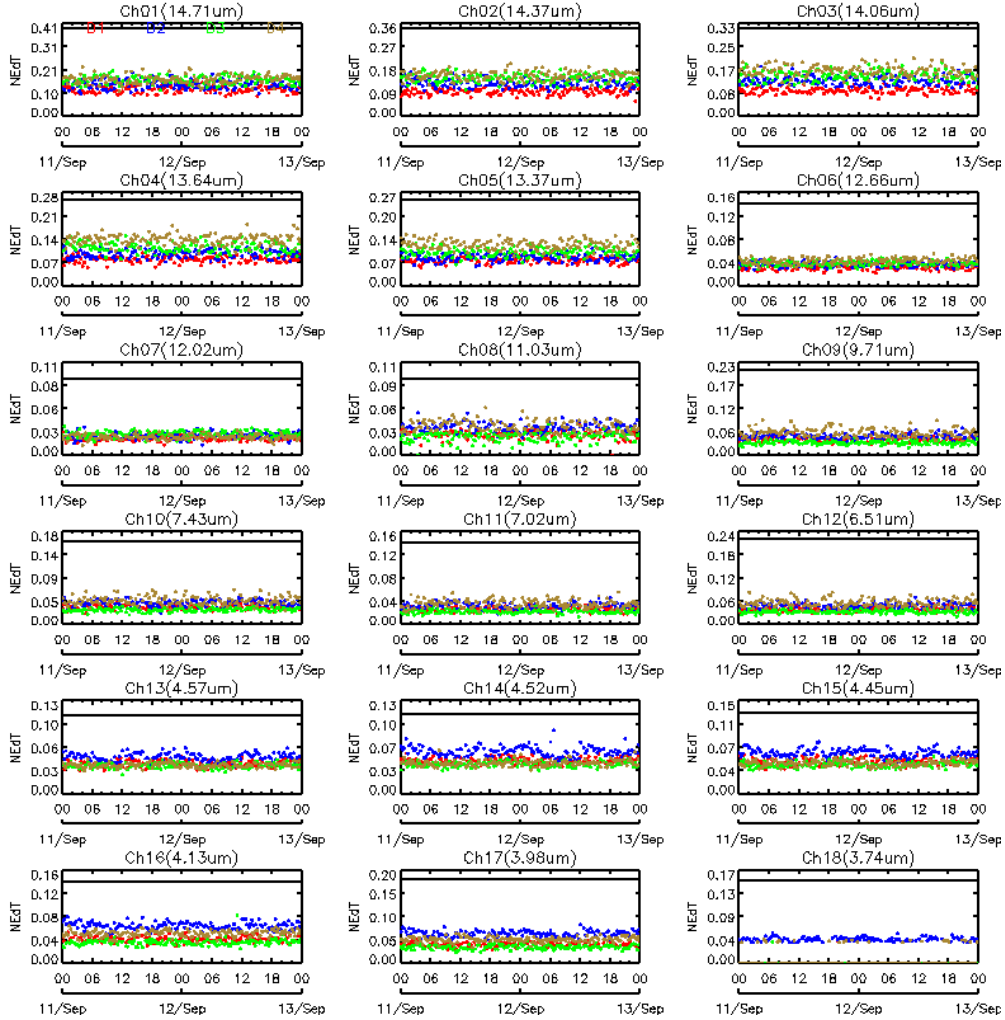 Ch01(14.71um) Ch02(14.37um) Ch03(14.06um)
NEdT 0.41 0.31 0.21 0.10 0.00 D1 D2 D3 D4
NEdT 0.36 0.27 0.18 0.09 0.00
NEdT 0.33 0.25 0.17 0.08 0.00
00 06 12 18 00 06 12 18 00 00 06 12 18 00 06 12 18 00 00 06 12 18 00 06 12 18 00
11/Sep 12/Sep 13/Sep 11/Sep 12/Sep 13/Sep 11/Sep 12/Sep 13/Sep
Ch04(13.64um) Ch05(13.37um) Ch06(12.66um)
NEdT 0.28 0.21 0.14 0.07 0.00
NEdT 0.27 0.20 0.14 0.07 0.00
NEdT 0.16 0.12 0.08 0.04 0.00
00 06 12 18 00 06 12 18 00 00 06 12 18 00 06 12 18 00 00 06 12 18 00 06 12 18 00
11/Sep 12/Sep 13/Sep 11/Sep 12/Sep 13/Sep 11/Sep 12/Sep 13/Sep
Ch07(12.02um) Ch08(11.03um) Ch09(9.71um)
NEdT 0.11 0.08 0.06 0.03 0.00
NEdT 0.11 0.08 0.06 0.03 0.00
NEdT 0.23 0.17 0.12 0.06 0.00
00 06 12 18 00 06 12 18 00 00 06 12 18 00 06 12 18 00 00 06 12 18 00 06 12 18 00
11/Sep 12/Sep 13/Sep 11/Sep 12/Sep 13/Sep 11/Sep 12/Sep 13/Sep
Ch10(7.43um) Ch11(7.02um) Ch12(6.51um)
NEdT 0.18 0.14 0.09 0.05 0.00
NEdT 0.16 0.12 0.08 0.04 0.00
NEdT 0.24 0.18 0.12 0.06 0.00
00 06 12 18 00 06 12 18 00 00 06 12 18 00 06 12 18 00 00 06 12 18 00 06 12 18 00
11/Sep 12/Sep 13/Sep 11/Sep 12/Sep 13/Sep 11/Sep 12/Sep 13/Sep
Ch13(4.57um) Ch14(4.52um) Ch15(4.45um)
NEdT 0.13 0.10 0.06 0.03 0.00
NEdT 0.13 0.10 0.07 0.03 0.00
NEdT 0.15 0.11 0.07 0.04 0.00
00 06 12 18 00 06 12 18 00 00 06 12 18 00 06 12 18 00 00 06 12 18 00 06 12 18 00
11/Sep 12/Sep 13/Sep 11/Sep 12/Sep 13/Sep 11/Sep 12/Sep 13/Sep
Ch16(4.13um) Ch17(3.98um) Ch18(3.74um)
NEdT 0.16 0.12 0.08 0.04 0.00
NEdT 0.20 0.15 0.10 0.05 0.00
NEdT 0.17 0.13 0.09 0.04 0.00
00 06 12 18 00 06 12 18 00 00 06 12 18 00 06 12 18 00 00 06 12 18 00 06 12 18 00
11/Sep 12/Sep 13/Sep 11/Sep 12/Sep 13/Sep 11/Sep 12/Sep 13/Sep